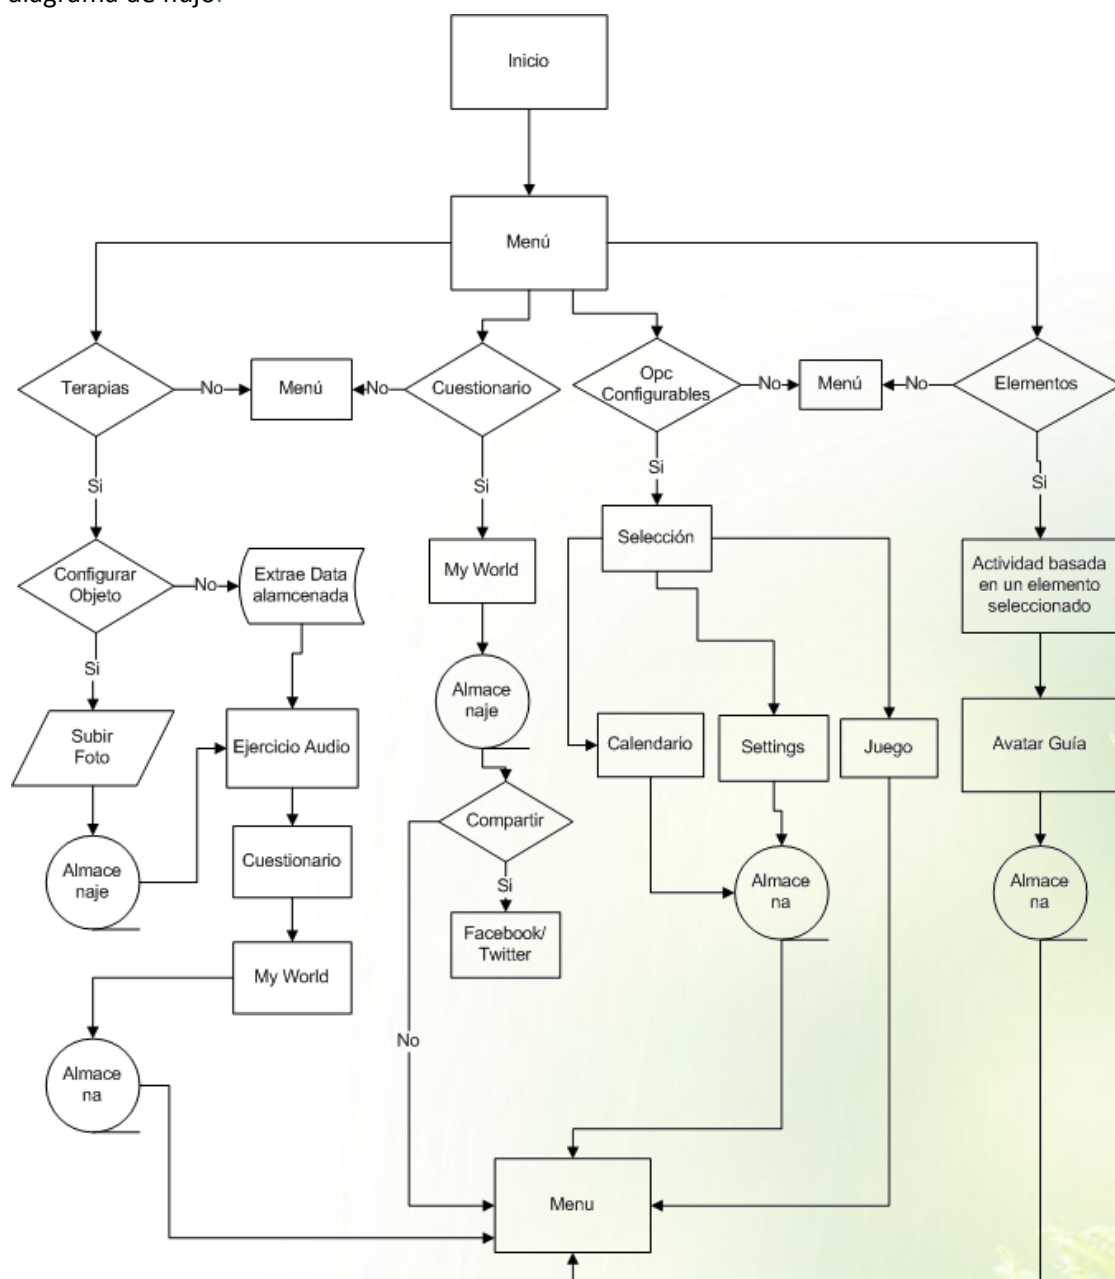 diagrama de flujo.
Inicio
Menú
Terapias
No
Menú
No
Cuestionario
Opc
Configurables
No
Menú
No
Elementos
Si
Si
Si
Si
Configurar
Objeto
No
Extrae Data
alamcenada
My World
Selección
Actividad basada
en un elemento
seleccionado
Si
Almace
naje
Subir
Foto
Ejercicio Audio
Calendario
Settings
Juego
Avatar Guía
Compartir
Almace
naje
Cuestionario
Si
Almace
na
Almace
na
Facebook/
Twitter
My World
No
Almace
na
Menu